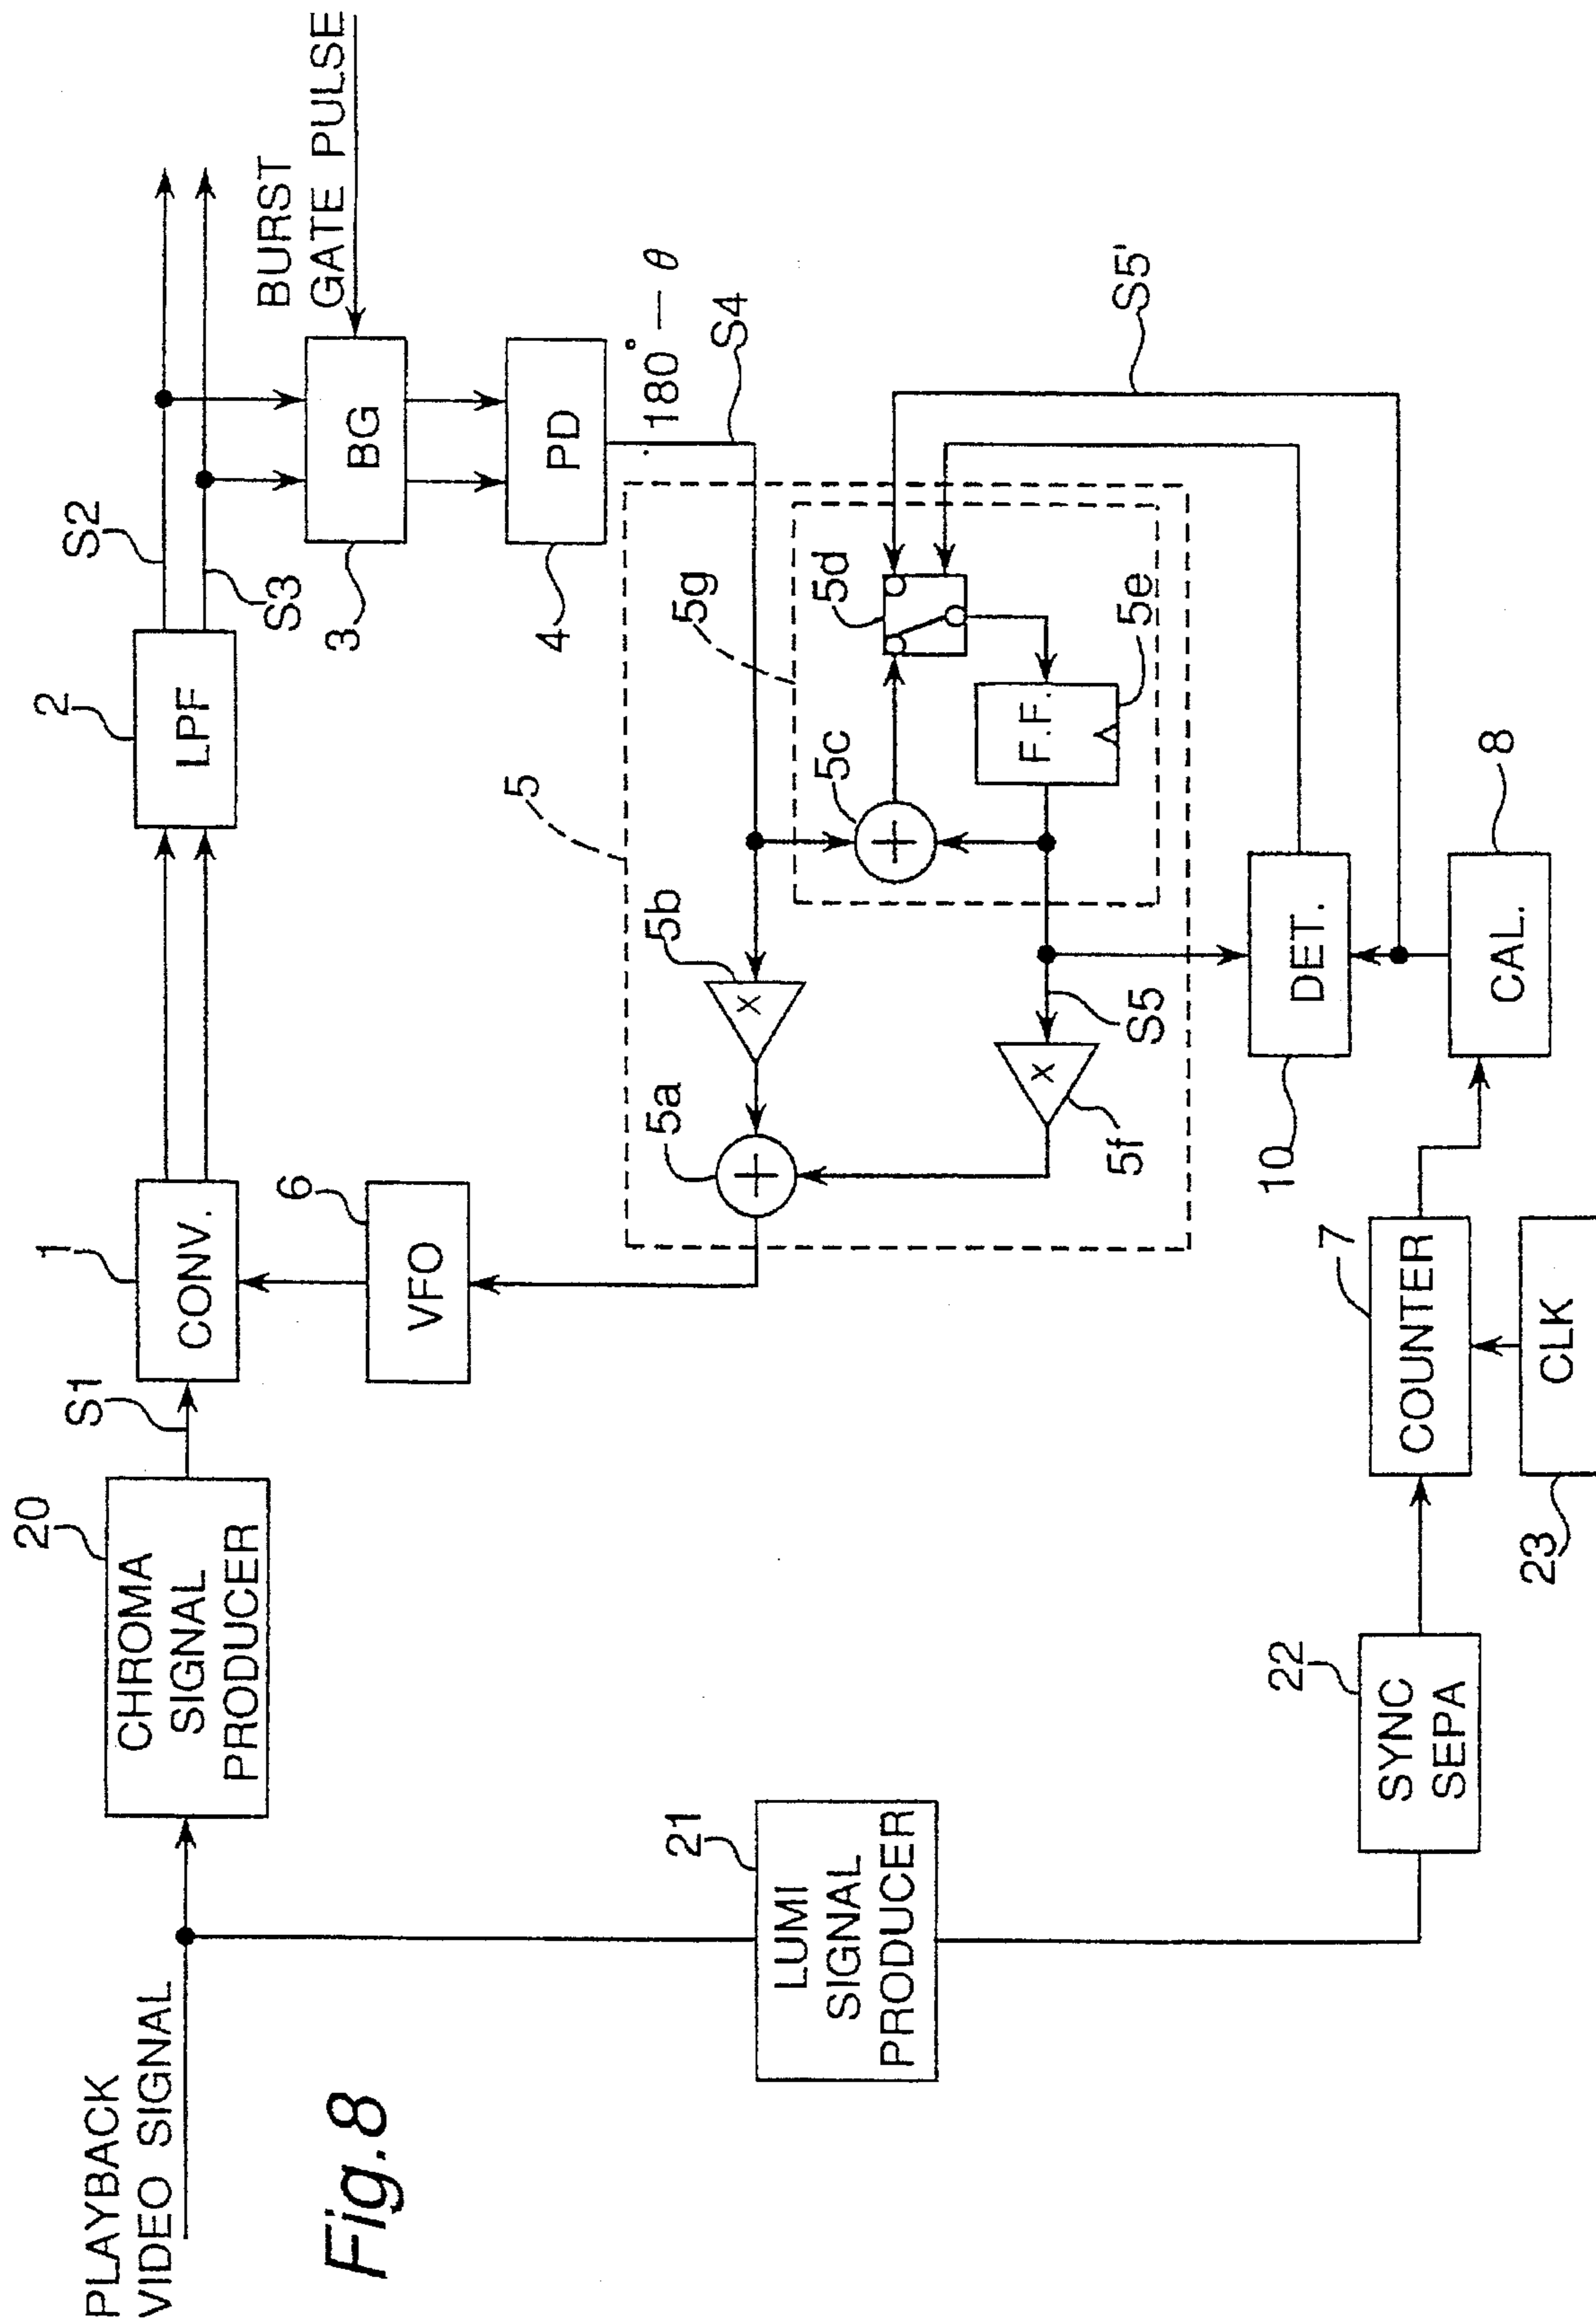 PLAYBACK
VIDEO SIGNAL
20
CHROMA
SIGNAL
PRODUCER
S1
1
CONV.
2
LPF
S2
S3
BURST
GATE PULSE
3
BG
4
PD
180° − θ
S4
6
VFO
5
5a
+
5b
X
5g
5c
+
5d
5e
F.F.
S5
5f
X
S5'
21
LUMI
SIGNAL
PRODUCER
22
SYNC
SEPA
7
COUNTER
23
CLK
10
DET.
8
CAL.
Fig.8